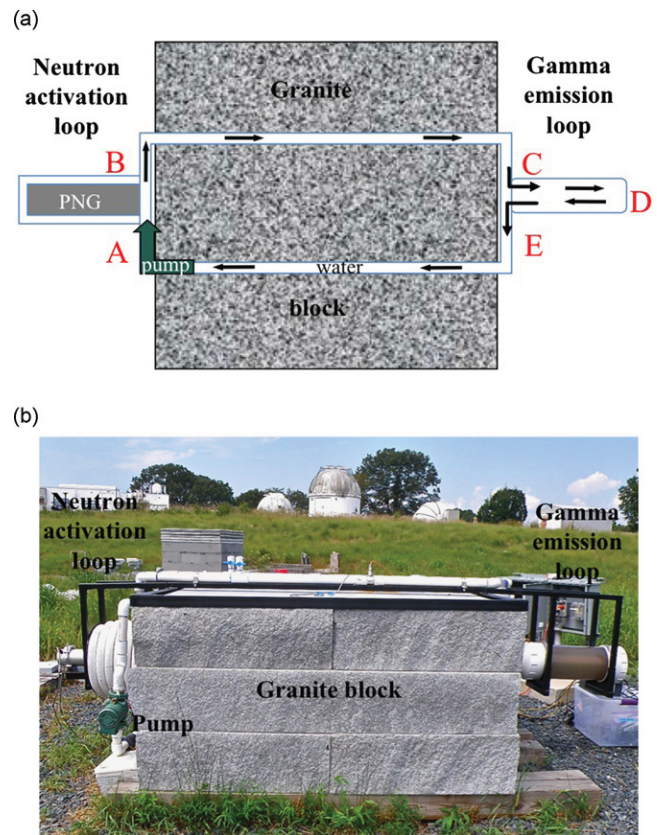 (a)
Neutron
activation
loop
Granite
Gamma
emission
loop
B
C
PNG
D
A
E
pump
water
block
(b)
Neutron
activation
loop
Gamma
emission
loop
Granite block
Pump